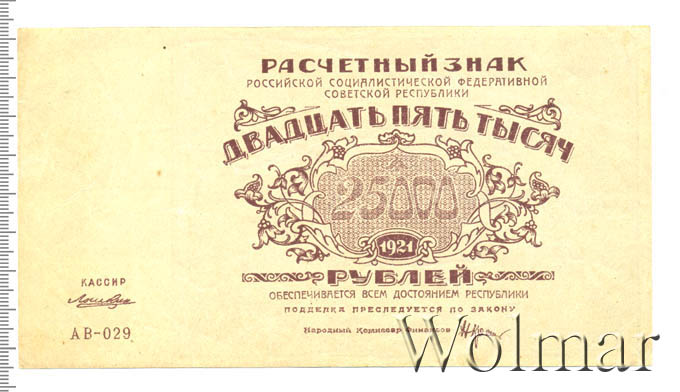 РАСЧЕТНЫЙ ЗНАК
РОССИЙСКОЙ СОЦИАЛИСТИЧЕСКОЙ ФЕДЕРАТИВНОЙ
СОВЕТСКОЙ РЕСПУБЛИКИ
ДВАДЦАТЬ ПЯТЬ ТЫСЯЧ
25000
1921
РУБЛЕЙ
ОБЕСПЕЧИВАЕТСЯ ВСЕМ ДОСТОЯНИЕМ РЕСПУБЛИКИ
ПОДДЕЛКА ПРЕСЛЕДУЕТСЯ ПО ЗАКОНУ
Народный Комиссар Финансов
КАССИР
АВ-029
Wolmar